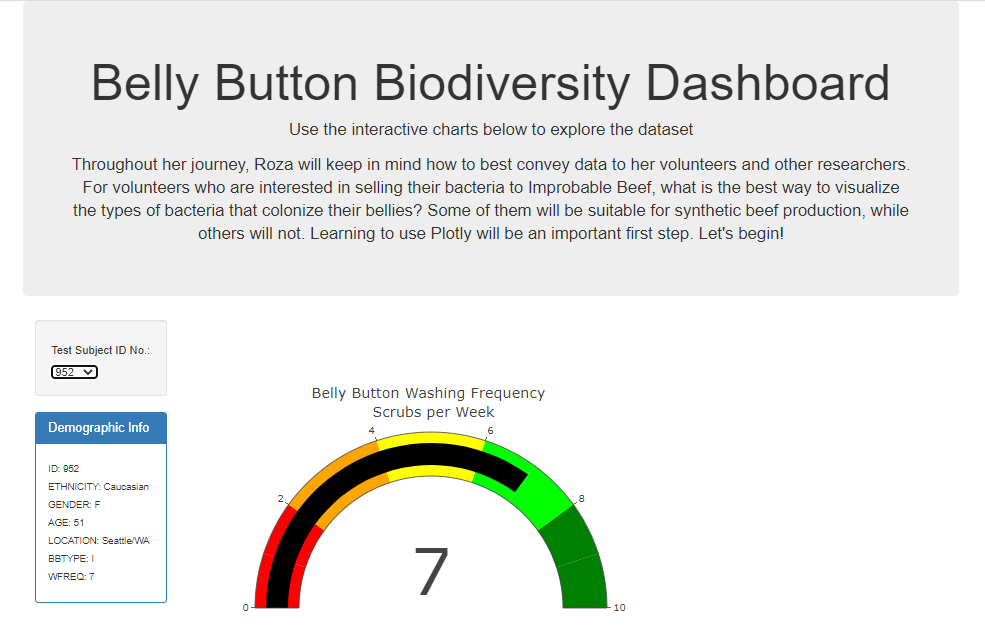 Belly Button Biodiversity Dashboard
Use the interactive charts below to explore the dataset
Throughout her journey, Roza will keep in mind how to best convey data to her volunteers and other researchers.
For volunteers who are interested in selling their bacteria to Improbable Beef, what is the best way to visualize
the types of bacteria that colonize their bellies? Some of them will be suitable for synthetic beef production, while
others will not. Learning to use Plotly will be an important first step. Let's begin!
Test Subject ID No.:
952
Demographic Info
ID: 952
ETHNICITY: Caucasian
GENDER: F
AGE: 51
LOCATION: Seattle/WA
BBTYPE: I
WFREQ: 7
Belly Button Washing Frequency
Scrubs per Week
0
2
4
6
8
10
7